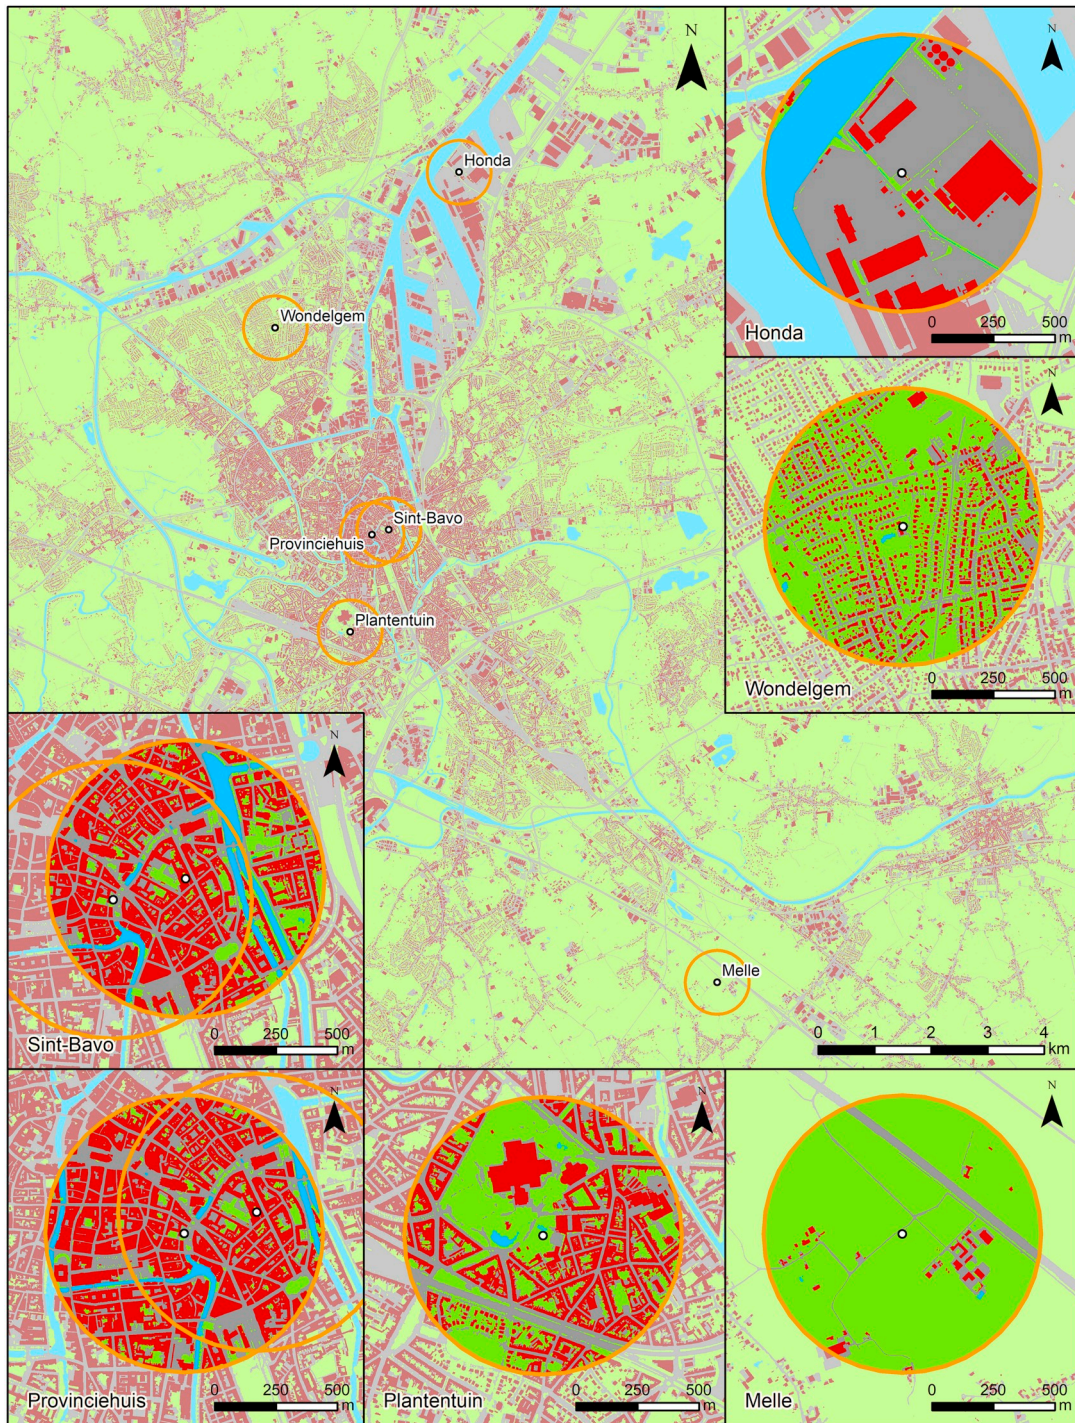 N
Honda
Wondelgem
Sint-Bavo
Provinciehuis
Plantentuin
Melle
0 1 2 3 4
km
N
0 250 500
m
Honda
N
Wondelgem
0 250 500
m
N
0 250 500
m
Sint-Bavo
N
0 250 500
m
Provinciehuis
N
0 250 500
m
Plantentuin
N
0 250 500
m
Melle